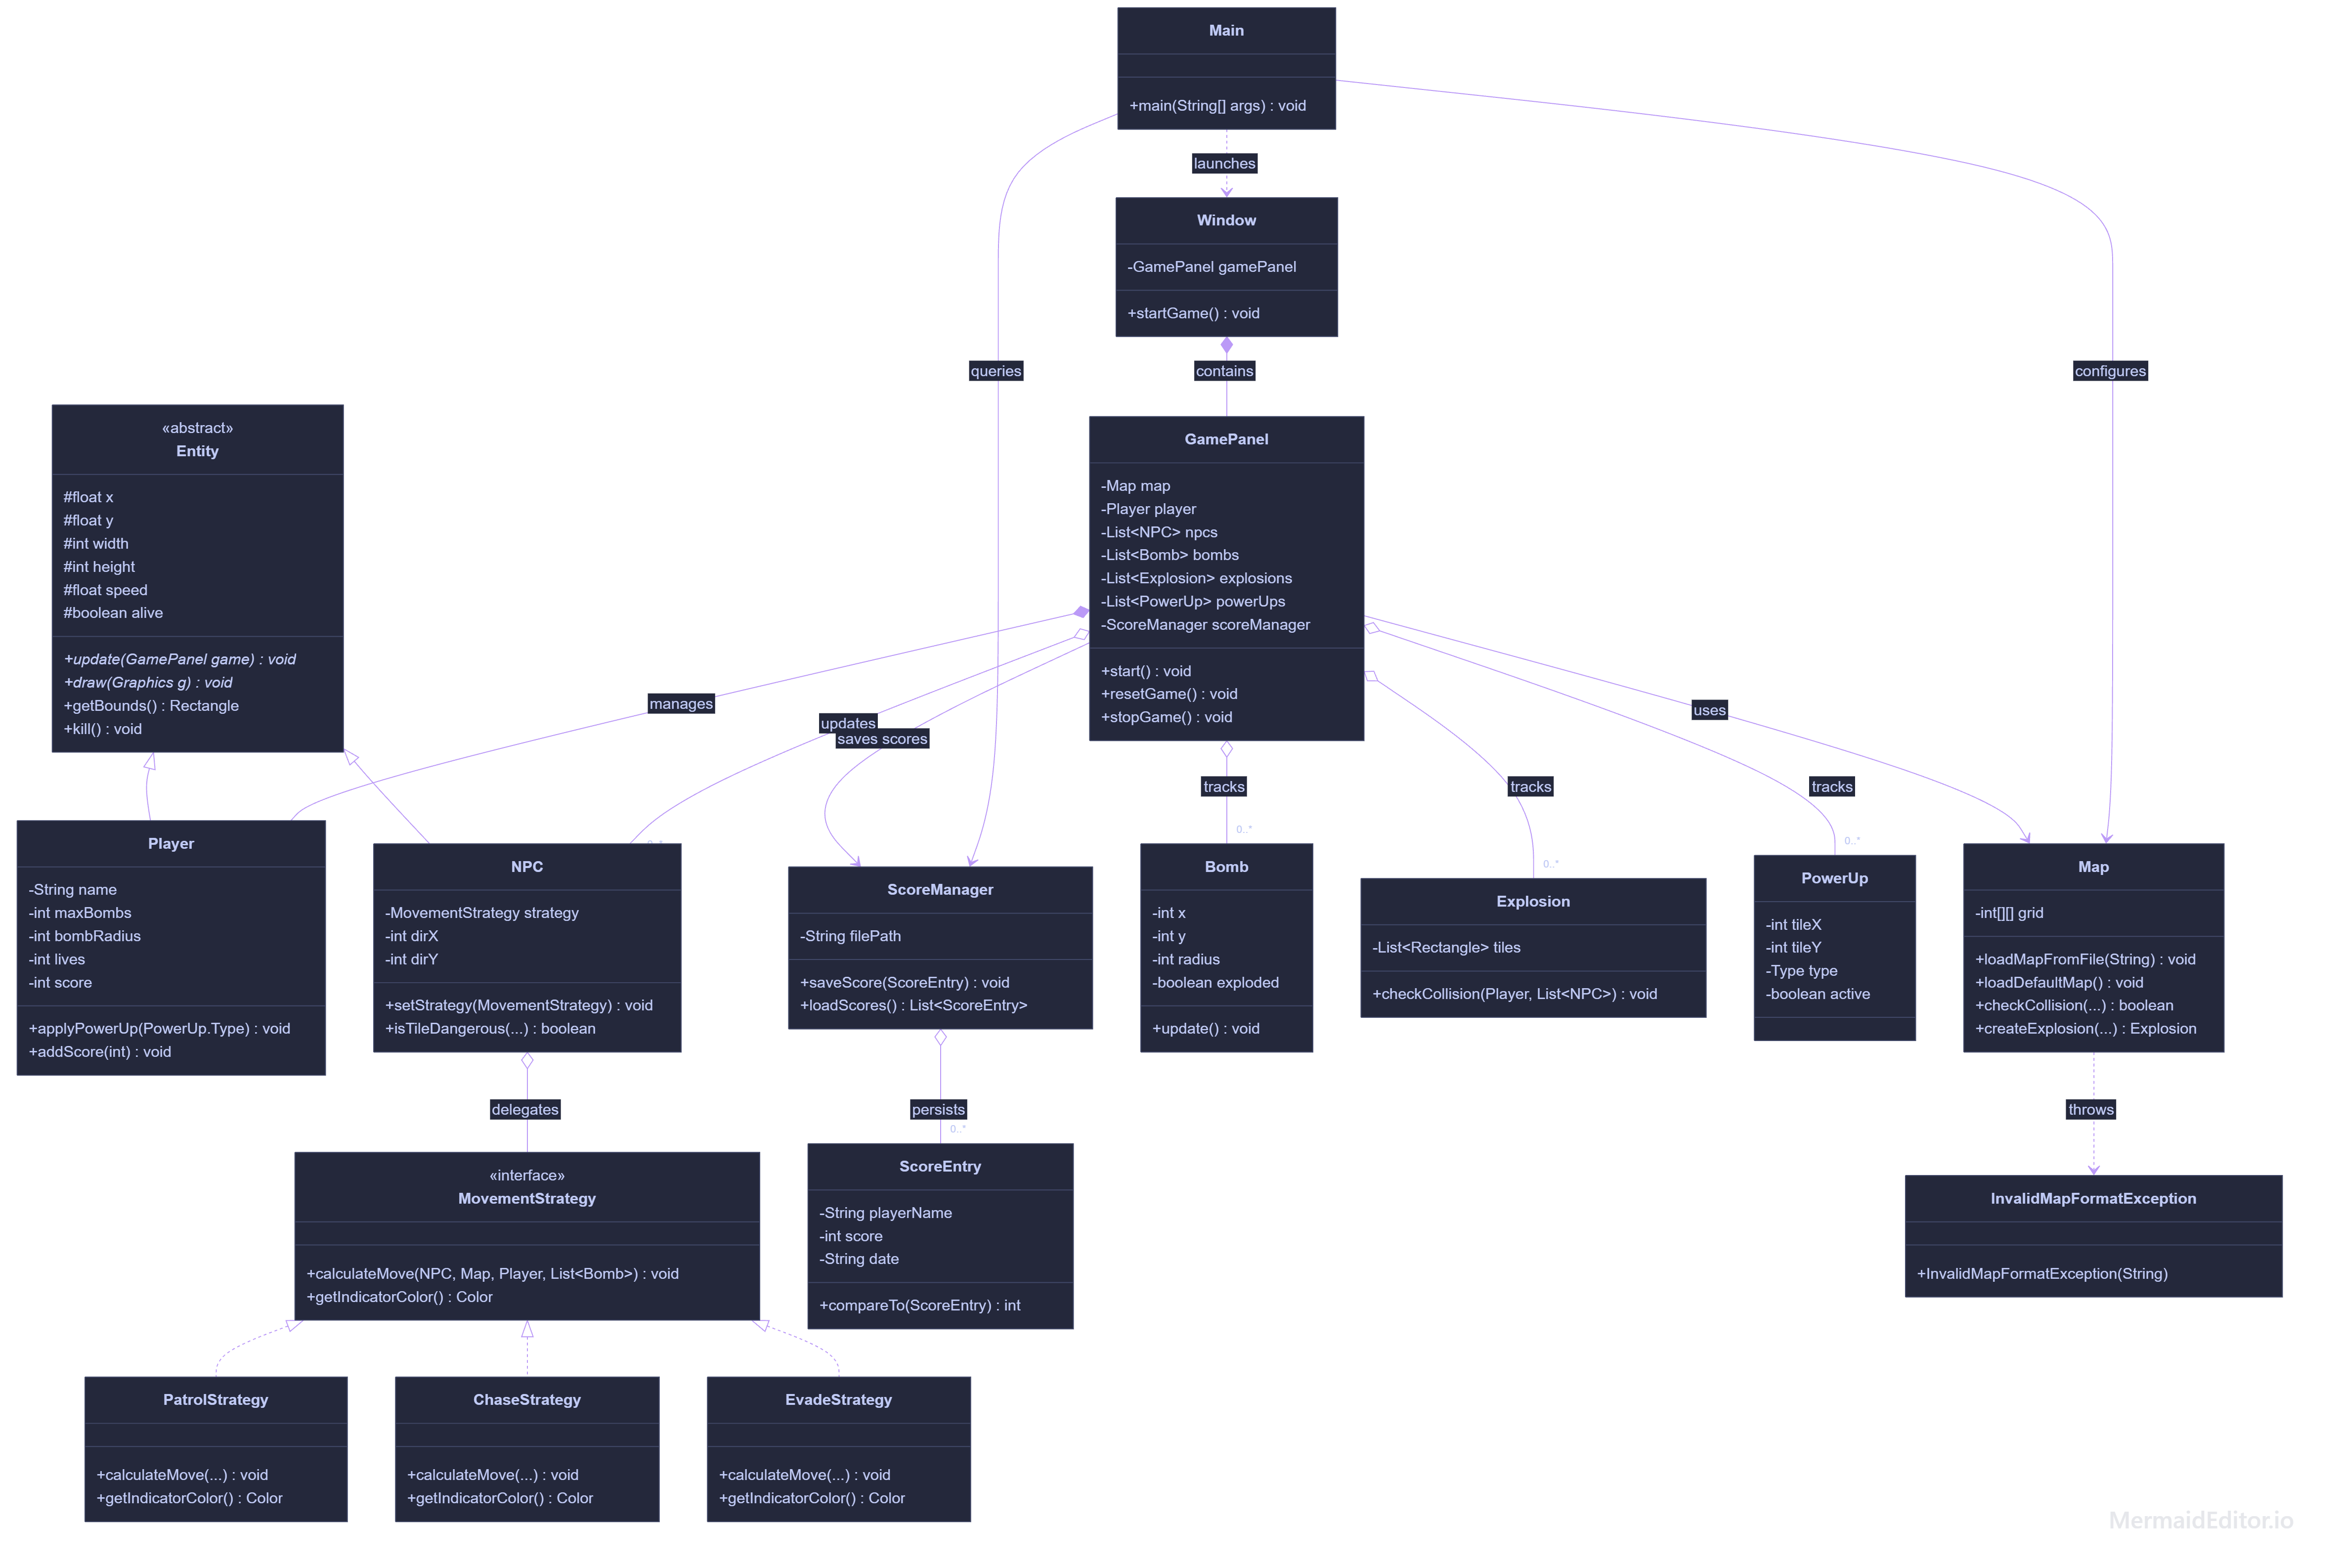 Main
+main(String[] args) : void
launches
Window
-GamePanel gamePanel
+startGame() : void
queries
contains
configures
«abstract»
Entity
#float x
#float y
#int width
#int height
#float speed
#boolean alive
+update(GamePanel game) : void
+draw(Graphics g) : void
+getBounds() : Rectangle
+kill() : void
GamePanel
-Map map
-Player player
-List<NPC> npcs
-List<Bomb> bombs
-List<Explosion> explosions
-List<PowerUp> powerUps
-ScoreManager scoreManager
+start() : void
+resetGame() : void
+stopGame() : void
manages
updates
saves scores
uses
tracks
tracks
tracks
0..*
0..*
0..*
Player
-String name
-int maxBombs
-int bombRadius
-int lives
-int score
+applyPowerUp(PowerUp.Type) : void
+addScore(int) : void
NPC
-MovementStrategy strategy
-int dirX
-int dirY
+setStrategy(MovementStrategy) : void
+isTileDangerous(...) : boolean
ScoreManager
-String filePath
+saveScore(ScoreEntry) : void
+loadScores() : List<ScoreEntry>
Bomb
-int x
-int y
-int radius
-boolean exploded
+update() : void
Explosion
-List<Rectangle> tiles
+checkCollision(Player, List<NPC>) : void
PowerUp
-int tileX
-int tileY
-Type type
-boolean active
Map
-int[][] grid
+loadMapFromFile(String) : void
+loadDefaultMap() : void
+checkCollision(...) : boolean
+createExplosion(...) : Explosion
delegates
persists
0..*
throws
«interface»
MovementStrategy
+calculateMove(NPC, Map, Player, List<Bomb>) : void
+getIndicatorColor() : Color
ScoreEntry
-String playerName
-int score
-String date
+compareTo(ScoreEntry) : int
InvalidMapFormatException
+InvalidMapFormatException(String)
PatrolStrategy
+calculateMove(...) : void
+getIndicatorColor() : Color
ChaseStrategy
+calculateMove(...) : void
+getIndicatorColor() : Color
EvadeStrategy
+calculateMove(...) : void
+getIndicatorColor() : Color
MermaidEditor.io